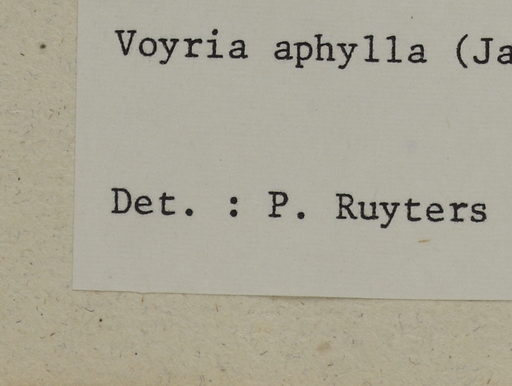 Voyria aphylla (Ja
Det. : P. Ruyters